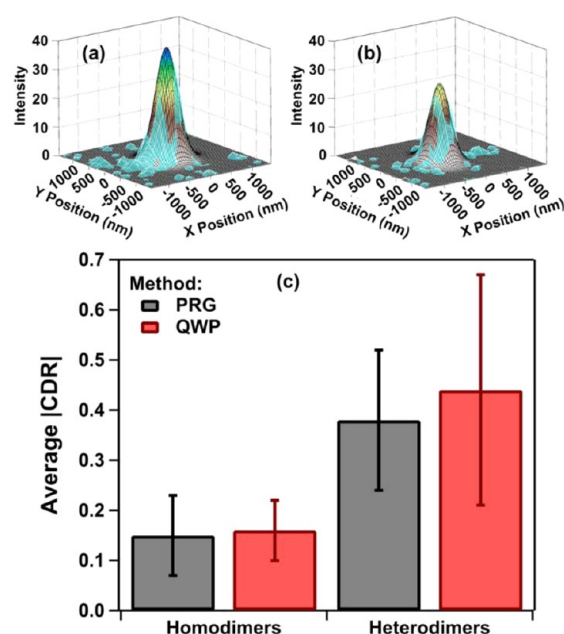 (a)
Intensity
40
30
20
10
0
1000
500
0
-500
-1000
Y Position (nm)
-1000
-500
0
500
1000
X Position (nm)
(b)
Intensity
40
30
20
10
0
1000
500
0
-500
-1000
Y Position (nm)
-1000
-500
0
500
1000
X Position (nm)
(c)
Method:
PRG
QWP
Average |CDR|
0.7
0.6
0.5
0.4
0.3
0.2
0.1
0.0
Homodimers
Heterodimers